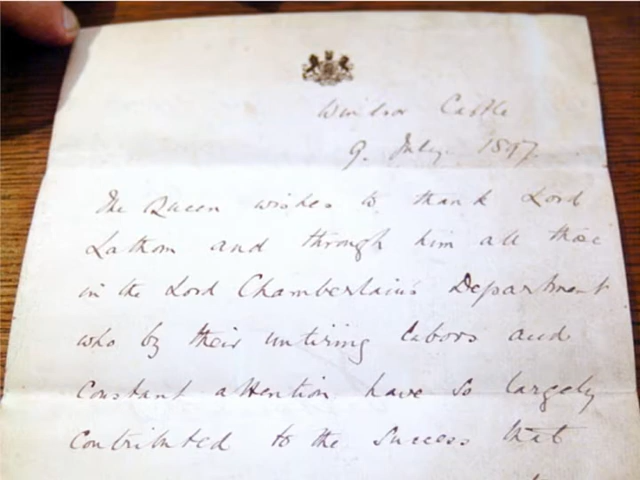 Windsor Castle
9. July. 1897.
The Queen wishes to thank Lord
Lathom and through him all those
in the Lord Chamberlain's Department
who by their untiring labors and
constant attention have so largely
contributed to the success that